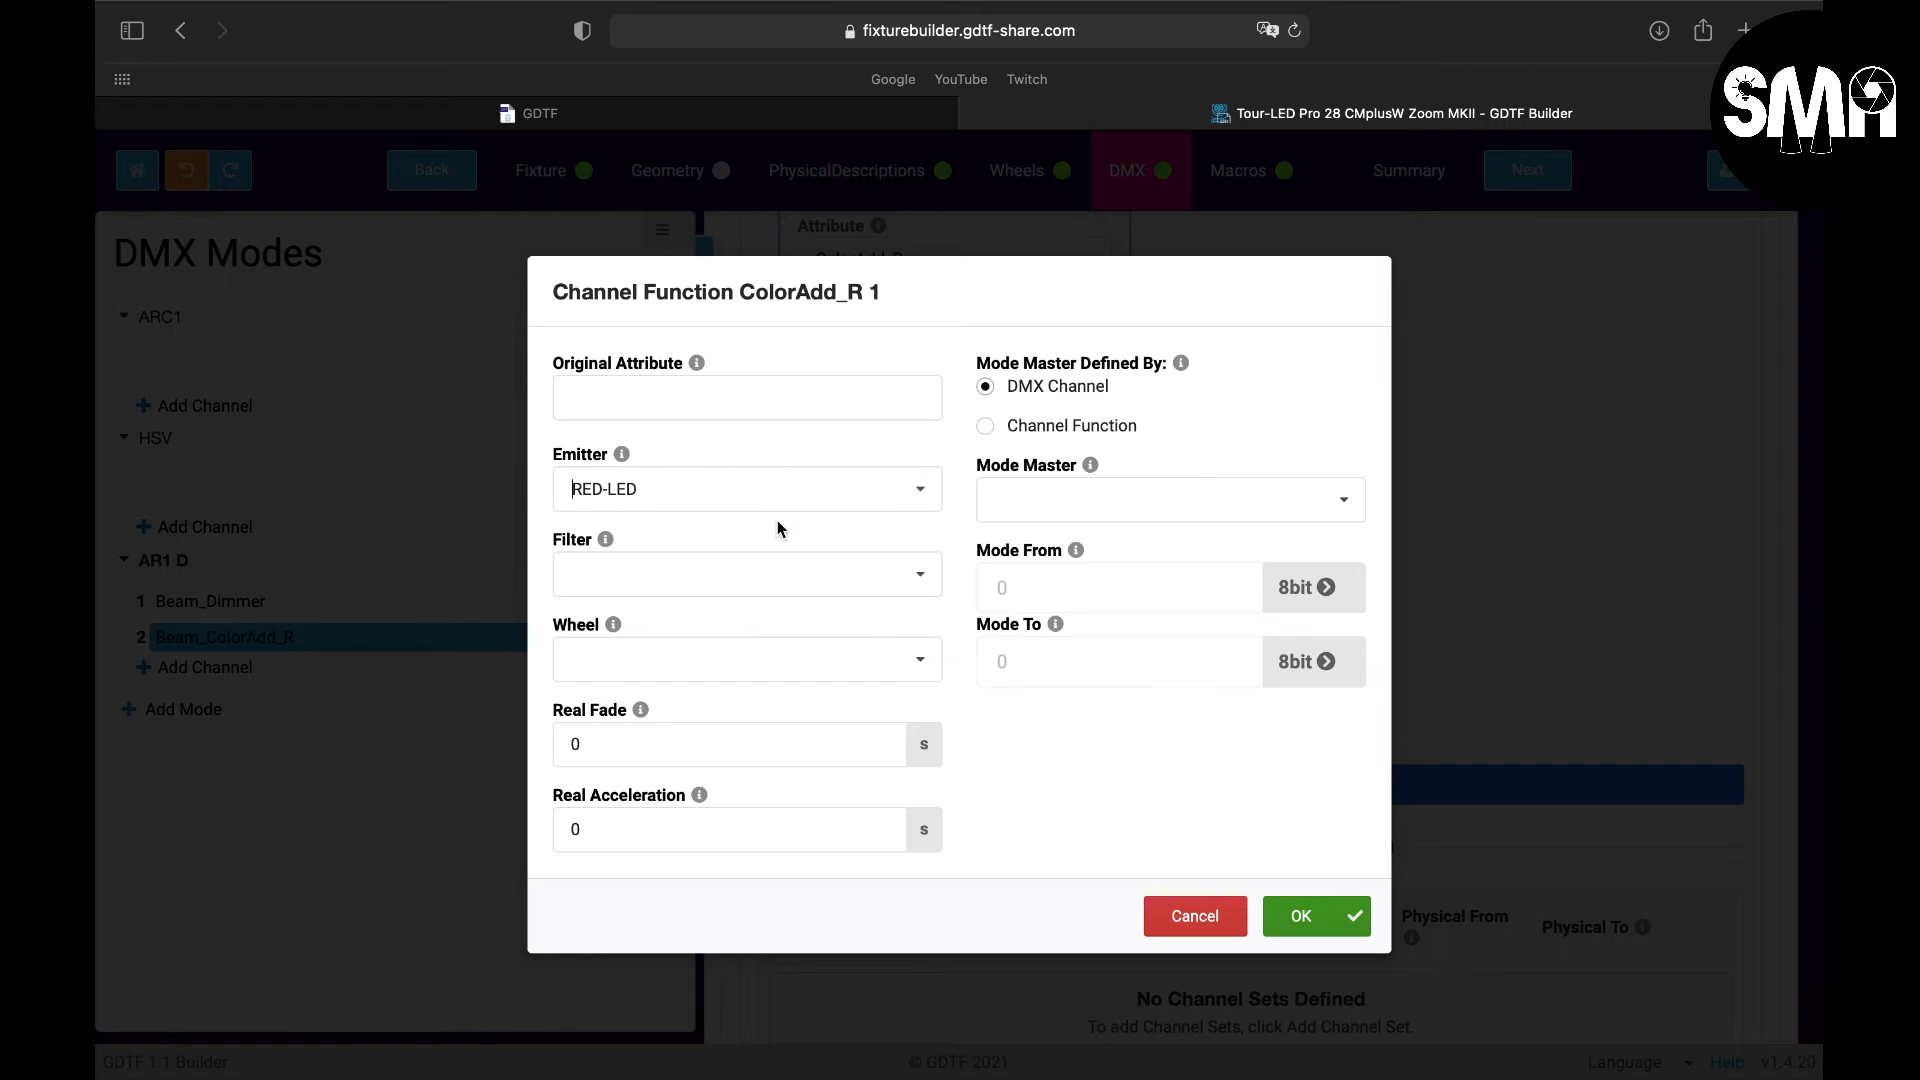 fixturebuilder.gdtf-share.com
Google YouTube Twitch
GDTF
Tour-LED Pro 28 CMplusW Zoom MKII - GDTF Builder
SMH
Back
Fixture
Geometry
PhysicalDescriptions
Wheels
DMX
Macros
Summary
Next
DMX Modes
ARC1
Add Channel
HSV
Add Channel
AR1 D
1 Beam_Dimmer
2 Beam_ColorAdd_R
Add Channel
Add Mode
Attribute
Channel Function ColorAdd_R 1
Original Attribute
Emitter
RED-LED
Filter
Wheel
Real Fade
0 s
Real Acceleration
0 s
Mode Master Defined By:
DMX Channel
Channel Function
Mode Master
Mode From
0 8bit
Mode To
0 8bit
Cancel
OK
Physical From
Physical To
No Channel Sets Defined
To add Channel Sets, click Add Channel Set.
GDTF 1.1 Builder
© GDTF 2021
Language
Help
v1.4.20